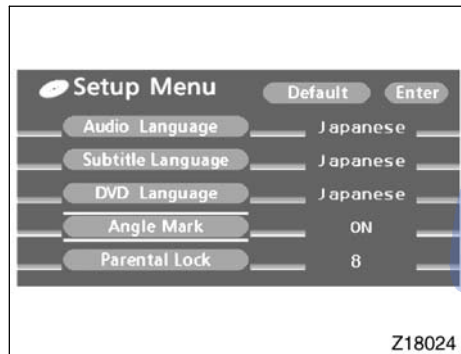 Setup Menu Default Enter
Audio Language Japanese
Subtitle Language Japanese
DVD Language Japanese
Angle Mark ON
Parental Lock 8
Z18024